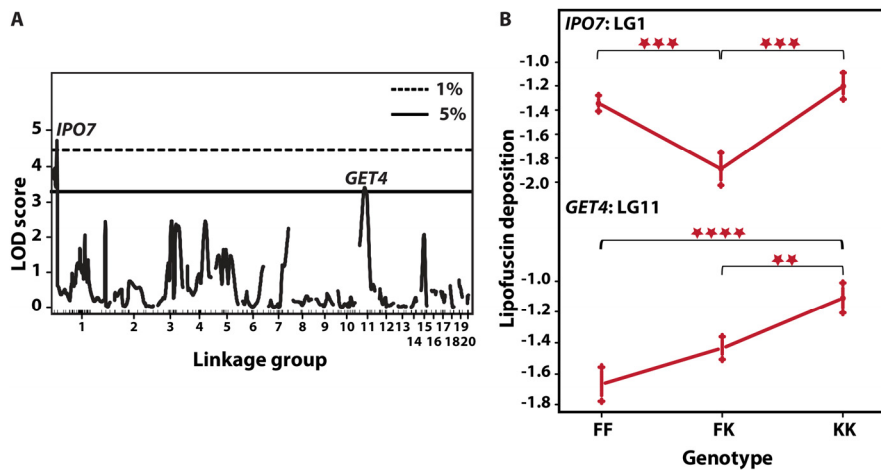 A
1%
5%
IPO7
GET4
5
4
3
2
1
0
LOD score
1 2 3 4 5 6 7 8 9 10 11 12 13 15 17 19
14 16 18 20
Linkage group
B
IPO7: LG1
★★★ ★★★
-1.0
-1.2
-1.4
-1.6
-1.8
-2.0
GET4: LG11
★★★★
★★
-1.0
-1.2
-1.4
-1.6
-1.8
Lipofuscin deposition
FF FK KK
Genotype